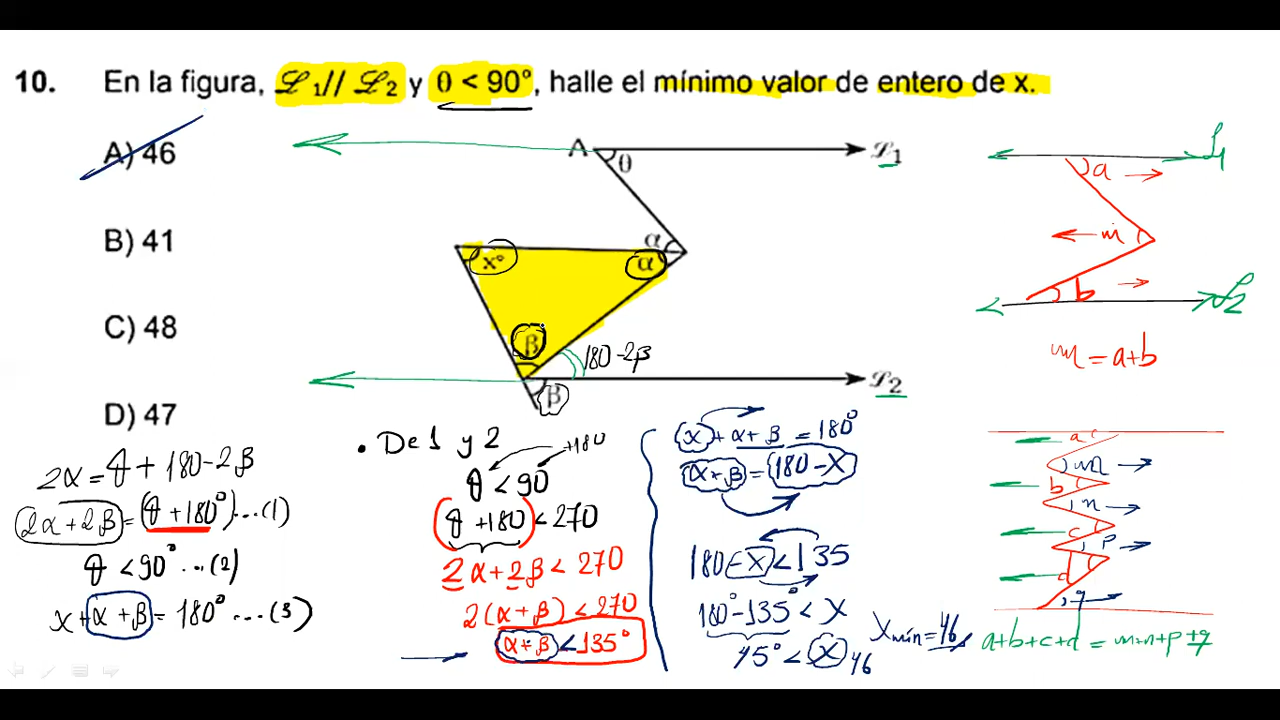 10. En la figura, ℒ1 // ℒ2 y θ < 90°, halle el mínimo valor de entero de x.
A) 46
B) 41
C) 48
D) 47
A
θ
ℒ1
α
x°
α
β
180-2β
ℒ2
β
L1
a
m
b
L2
m = a+b
a
m
b
n
c
p
d
q
a+b+c+d = m+n+p+q
2α = θ + 180-2β
2α+2β = θ+180° ...(1)
θ < 90° ...(2)
x + α + β = 180° ...(3)
• De 1 y 2
+180
θ < 90
θ +180 < 270
2α+2β < 270
2(α+β) < 270
α+β < 135°
x + α+β = 180°
α+β = 180-x
180-x < 135
180°-135° < x
45° < x
46
xmín = 46